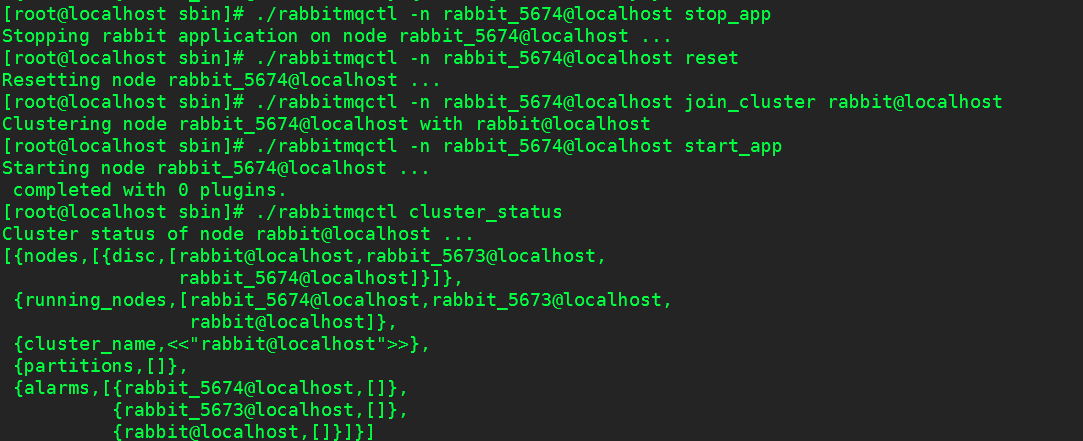 [root@localhost sbin]# ./rabbitmqctl -n rabbit_5674@localhost stop_app
Stopping rabbit application on node rabbit_5674@localhost ...
[root@localhost sbin]# ./rabbitmqctl -n rabbit_5674@localhost reset
Resetting node rabbit_5674@localhost ...
[root@localhost sbin]# ./rabbitmqctl -n rabbit_5674@localhost join_cluster rabbit@localhost
Clustering node rabbit_5674@localhost with rabbit@localhost
[root@localhost sbin]# ./rabbitmqctl -n rabbit_5674@localhost start_app
Starting node rabbit_5674@localhost ...
 completed with 0 plugins.
[root@localhost sbin]# ./rabbitmqctl cluster_status
Cluster status of node rabbit@localhost ...
[{nodes,[{disc,[rabbit@localhost,rabbit_5673@localhost,
                rabbit_5674@localhost]}]},
 {running_nodes,[rabbit_5674@localhost,rabbit_5673@localhost,
                 rabbit@localhost]},
 {cluster_name,<<"rabbit@localhost">>},
 {partitions,[]},
 {alarms,[{rabbit_5674@localhost,[]},
          {rabbit_5673@localhost,[]},
          {rabbit@localhost,[]}]}]